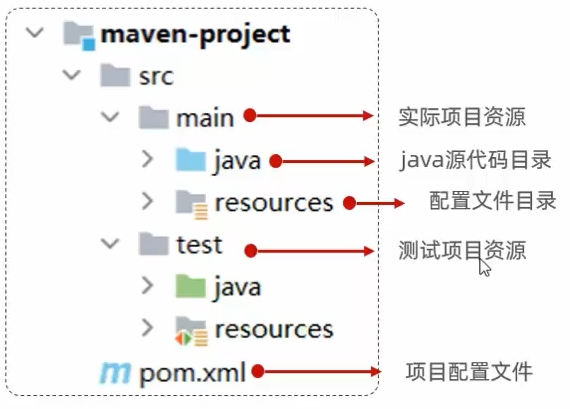 maven-project
src
main 实际项目资源
java java源代码目录
resources 配置文件目录
test 测试项目资源
java
resources
m pom.xml 项目配置文件